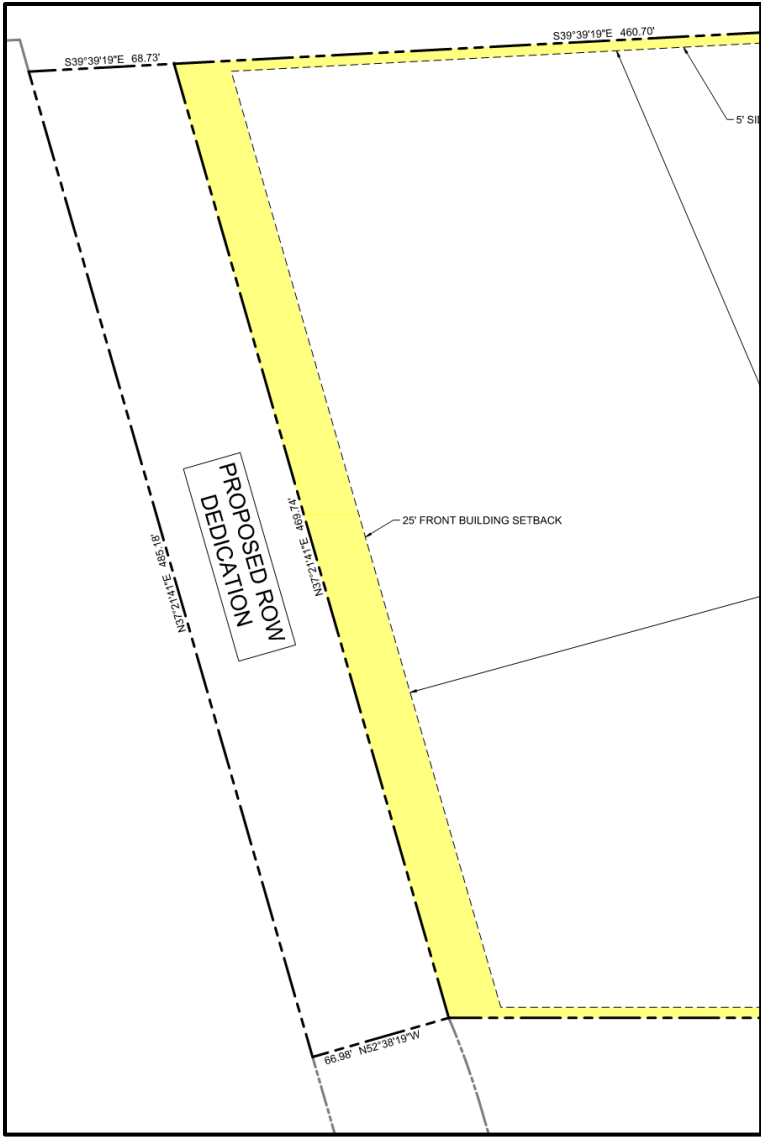 S39°39'19"E 68.73'
S39°39'19"E 460.70'
5' SI
PROPOSED ROW
DEDICATION
N37°21'41"E 469.74'
25' FRONT BUILDING SETBACK
N37°21'41"E 485.18'
66.98' N52°38'19"W